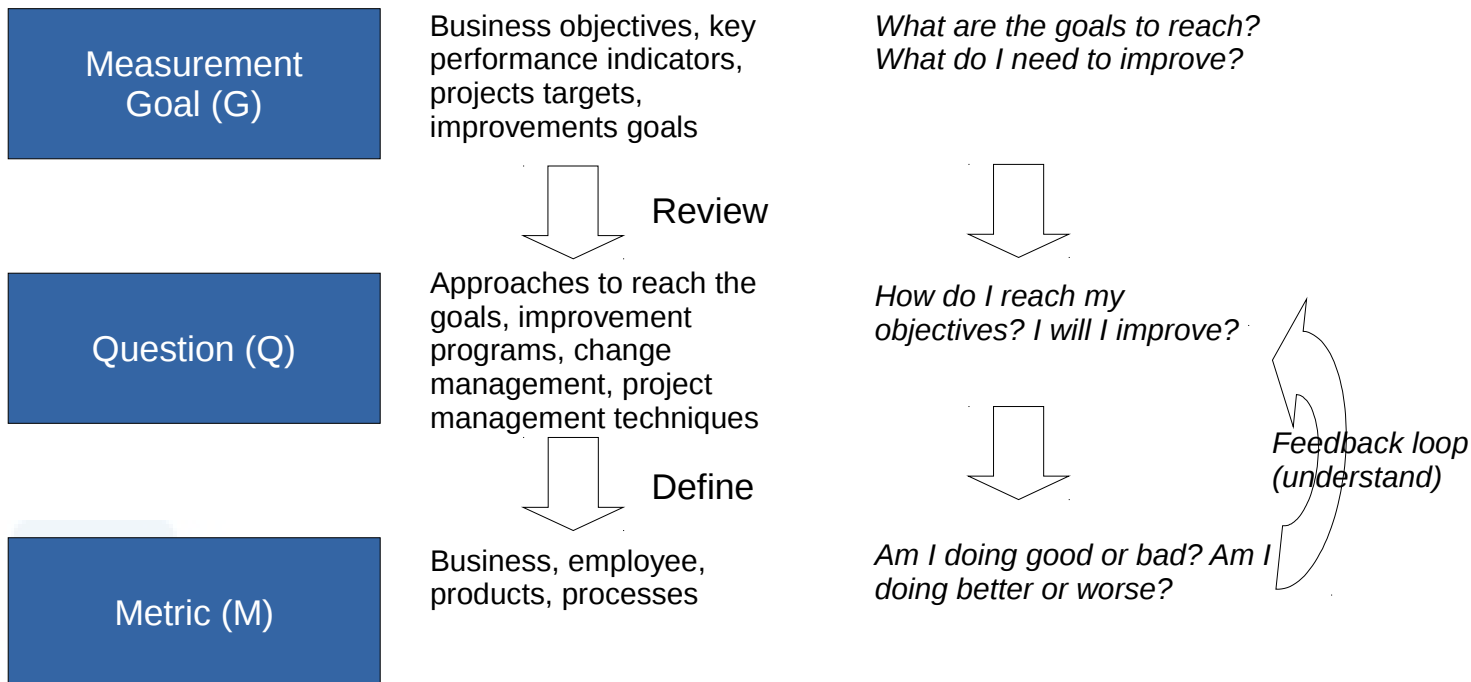 Measurement
Goal (G)
Business objectives, key
performance indicators,
projects targets,
improvements goals
What are the goals to reach?
What do I need to improve?
Review
Question (Q)
Approaches to reach the
goals, improvement
programs, change
management, project
management techniques
How do I reach my
objectives? I will I improve?
Feedback loop
(understand)
Define
Metric (M)
Business, employee,
products, processes
Am I doing good or bad? Am I
doing better or worse?